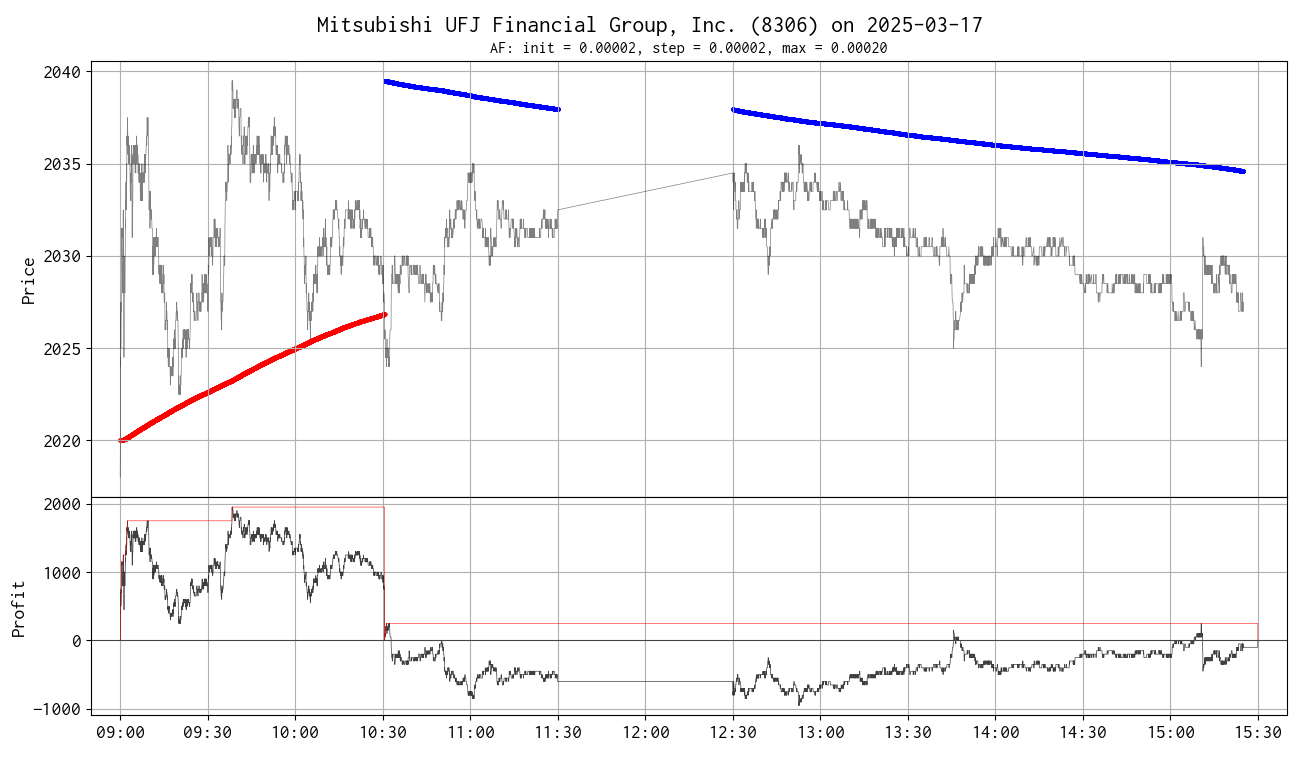 Mitsubishi UFJ Financial Group, Inc. (8306) on 2025-03-17
AF: init = 0.00002, step = 0.00002, max = 0.00020
Price
2040
2035
2030
2025
2020
Profit
2000
1000
0
−1000
09:00 09:30 10:00 10:30 11:00 11:30 12:00 12:30 13:00 13:30 14:00 14:30 15:00 15:30